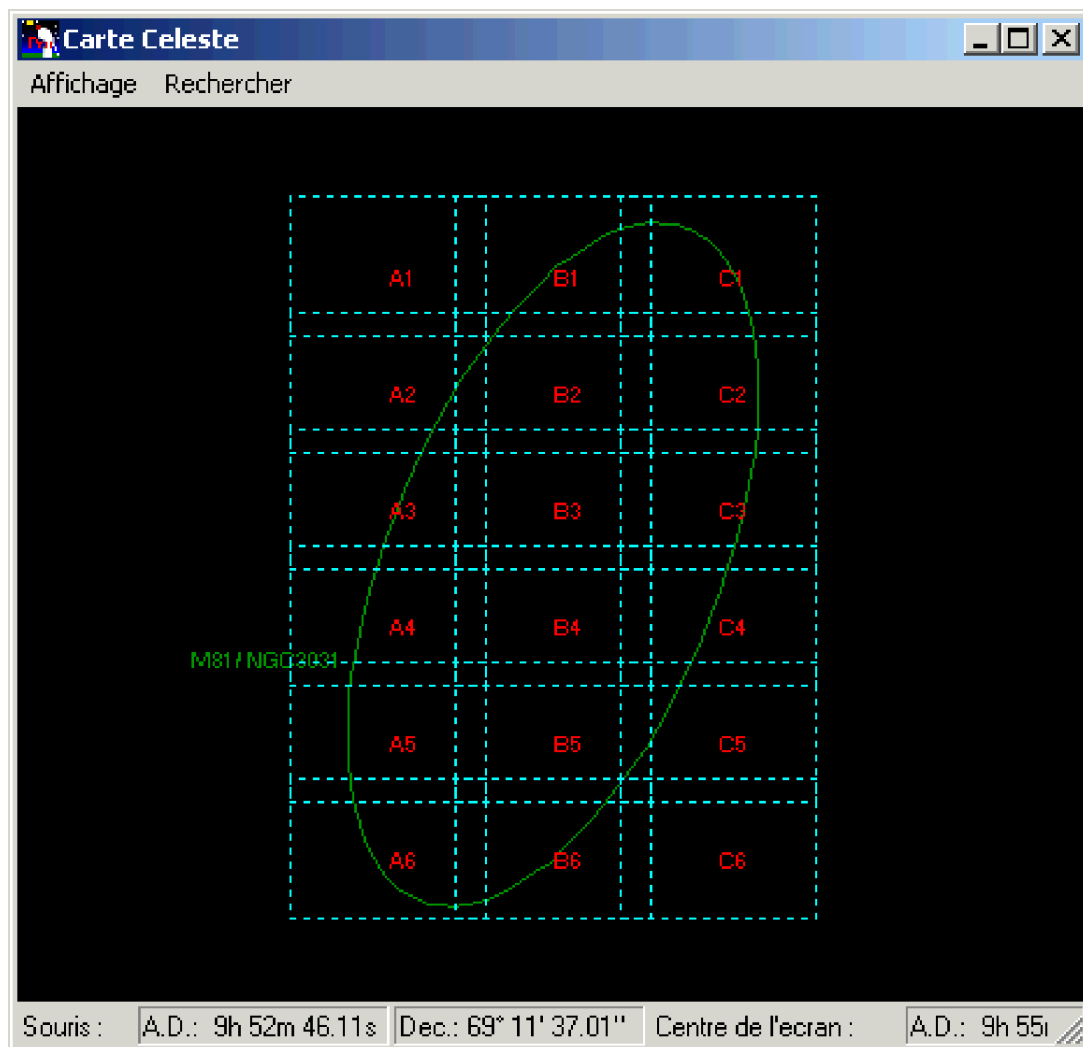 Carte Celeste
Affichage Rechercher
A1 B1 C1
A2 B2 C2
A3 B3 C3
A4 B4 C4
M81 / NGC3031
A5 B5 C5
A6 B6 C6
Souris : A.D.: 9h 52m 46.11s Dec.: 69° 11' 37.01'' Centre de l'ecran : A.D.: 9h 55